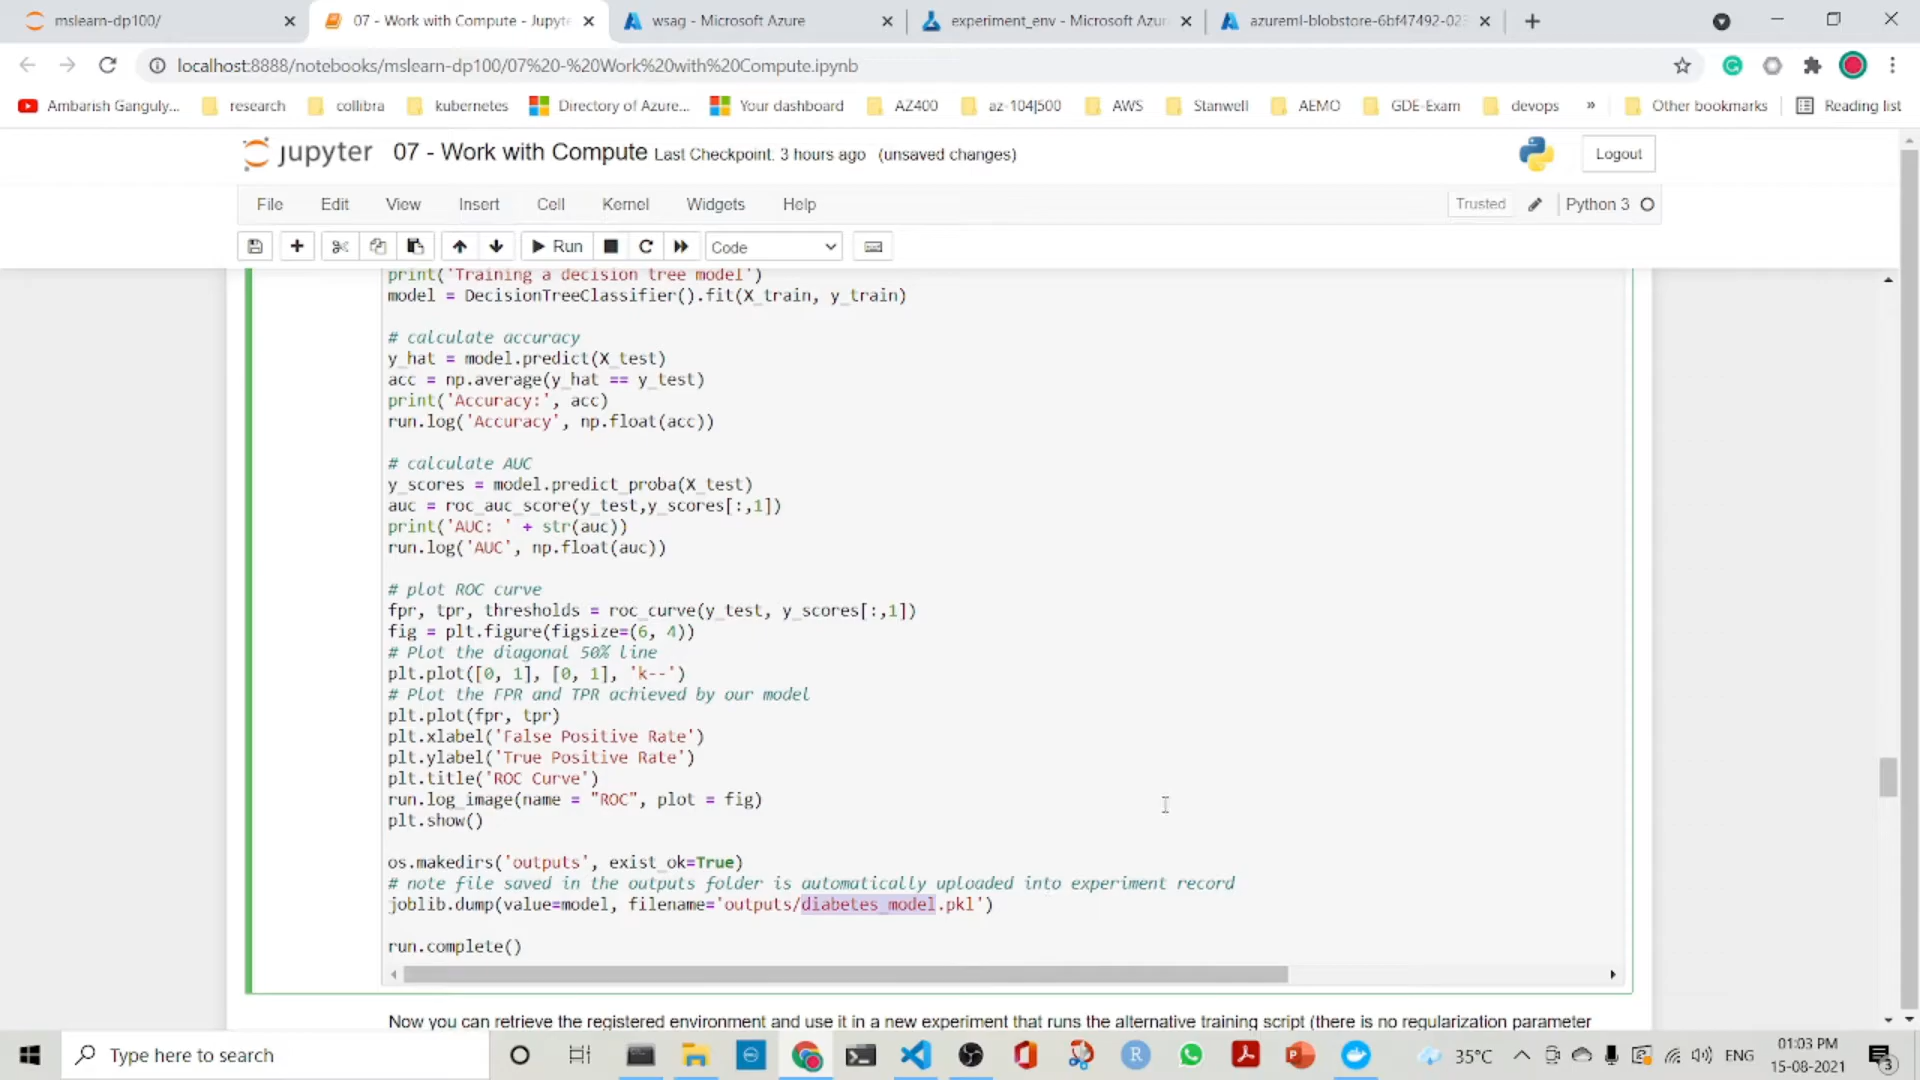 mslearn-dp100/
07 - Work with Compute - Jupyte
wsag - Microsoft Azure
experiment_env - Microsoft Azur
azureml-blobstore-6bf47492-023
localhost:8888/notebooks/mslearn-dp100/07%20-%20Work%20with%20Compute.ipynb
Ambarish Ganguly...
research
collibra
kubernetes
Directory of Azure...
Your dashboard
AZ400
az-104|500
AWS
Stanwell
AEMO
GDE-Exam
devops
»
Other bookmarks
Reading list
jupyter 07 - Work with Compute Last Checkpoint: 3 hours ago (unsaved changes)
Logout
File Edit View Insert Cell Kernel Widgets Help
Trusted
Python 3
Run
Code
print('Training a decision tree model')
model = DecisionTreeClassifier().fit(X_train, y_train)
# calculate accuracy
y_hat = model.predict(X_test)
acc = np.average(y_hat == y_test)
print('Accuracy:', acc)
run.log('Accuracy', np.float(acc))
# calculate AUC
y_scores = model.predict_proba(X_test)
auc = roc_auc_score(y_test,y_scores[:,1])
print('AUC: ' + str(auc))
run.log('AUC', np.float(auc))
# plot ROC curve
fpr, tpr, thresholds = roc_curve(y_test, y_scores[:,1])
fig = plt.figure(figsize=(6, 4))
# Plot the diagonal 50% line
plt.plot([0, 1], [0, 1], 'k--')
# Plot the FPR and TPR achieved by our model
plt.plot(fpr, tpr)
plt.xlabel('False Positive Rate')
plt.ylabel('True Positive Rate')
plt.title('ROC Curve')
run.log_image(name = "ROC", plot = fig)
plt.show()
os.makedirs('outputs', exist_ok=True)
# note file saved in the outputs folder is automatically uploaded into experiment record
joblib.dump(value=model, filename='outputs/diabetes_model.pkl')
run.complete()
Now you can retrieve the registered environment and use it in a new experiment that runs the alternative training script (there is no regularization parameter
Type here to search
35°C
ENG
01:03 PM
15-08-2021
3